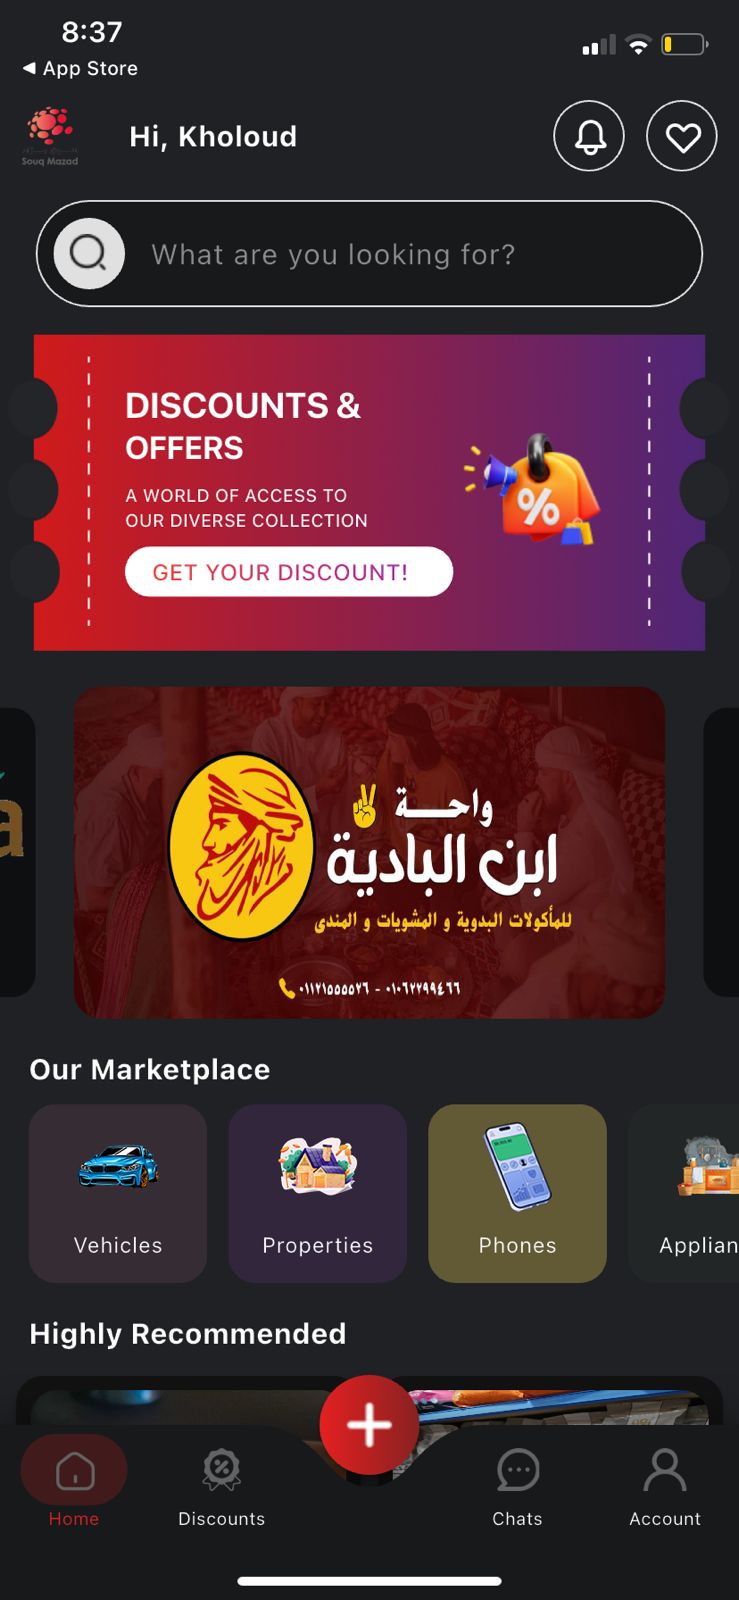 8:37
◀ App Store
Souq Mazad
Hi, Kholoud
What are you looking for?
DISCOUNTS &
OFFERS
A WORLD OF ACCESS TO
OUR DIVERSE COLLECTION
GET YOUR DISCOUNT!
%
واحـــة
ابن البادية
للمأكولات البدوية و المشويات و المندى
٠١١٢١٥٥٥٥٢٦ - ٠١٠٦٢٢٩٩٤٦٦
Our Marketplace
Vehicles
Properties
Phones
Applian
Highly Recommended
Home
Discounts
Chats
Account